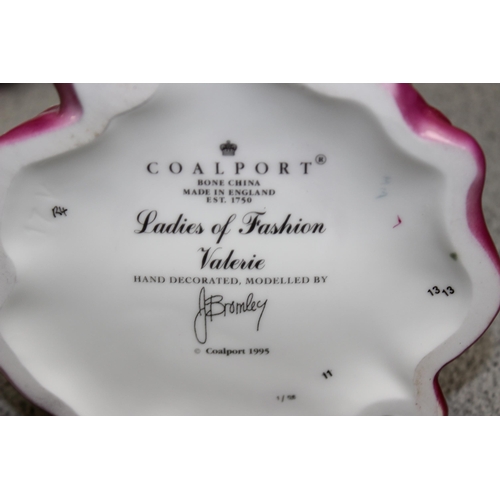 COALPORT®
BONE CHINA
MADE IN ENGLAND
EST. 1750
Ladies of Fashion
Valerie
HAND DECORATED, MODELLED BY
J Bromley
© Coalport 1995
13 13
11